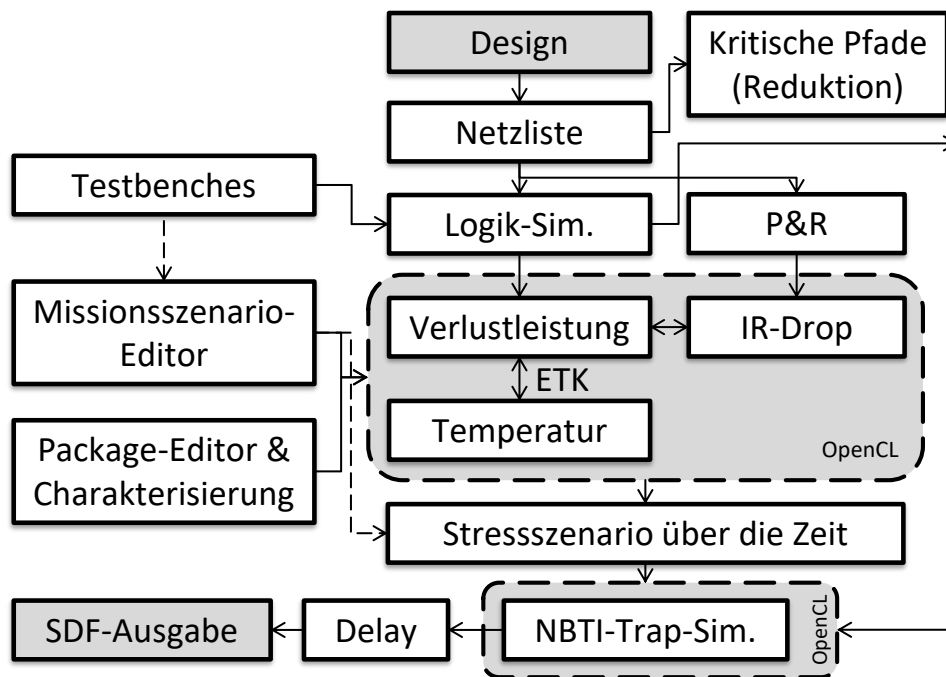 Design
Kritische Pfade
(Reduktion)
Netzliste
Testbenches
Logik-Sim.
P&R
Missionsszenario-
Editor
Verlustleistung
IR-Drop
ETK
Temperatur
OpenCL
Package-Editor &
Charakterisierung
Stressszenario über die Zeit
SDF-Ausgabe
Delay
NBTI-Trap-Sim.
OpenCL